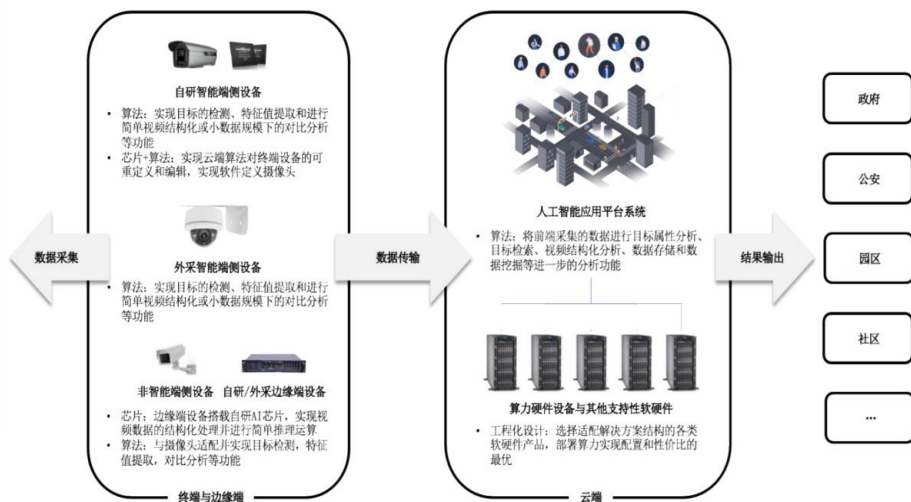 自研智能端侧设备
• 算法：实现目标的检测、特征值提取和进行
简单视频结构化或小数据规模下的对比分析
等功能
• 芯片+算法：实现云端算法对终端设备的可
重定义和编辑，实现软件定义摄像头
外采智能端侧设备
• 算法：实现目标的检测、特征值提取和进行
简单视频结构化或小数据规模下的对比分析
等功能
非智能端侧设备 自研/外采边缘端设备
• 芯片：边缘端设备搭载自研AI芯片，实现视
频数据的结构化处理并进行简单推理运算
• 算法：与摄像头适配并实现目标检测，特征
值提取，对比分析等功能
终端与边缘端
数据采集
数据传输
人工智能应用平台系统
• 算法：将前端采集的数据进行目标属性分析、
目标检索、视频结构化分析、数据存储和数
据挖掘等进一步的分析功能
算力硬件设备与其他支持性软硬件
• 工程化设计：选择适配解决方案结构的各类
软硬件产品，部署算力实现配置和性价比的
最优
云端
结果输出
政府
公安
园区
社区
...